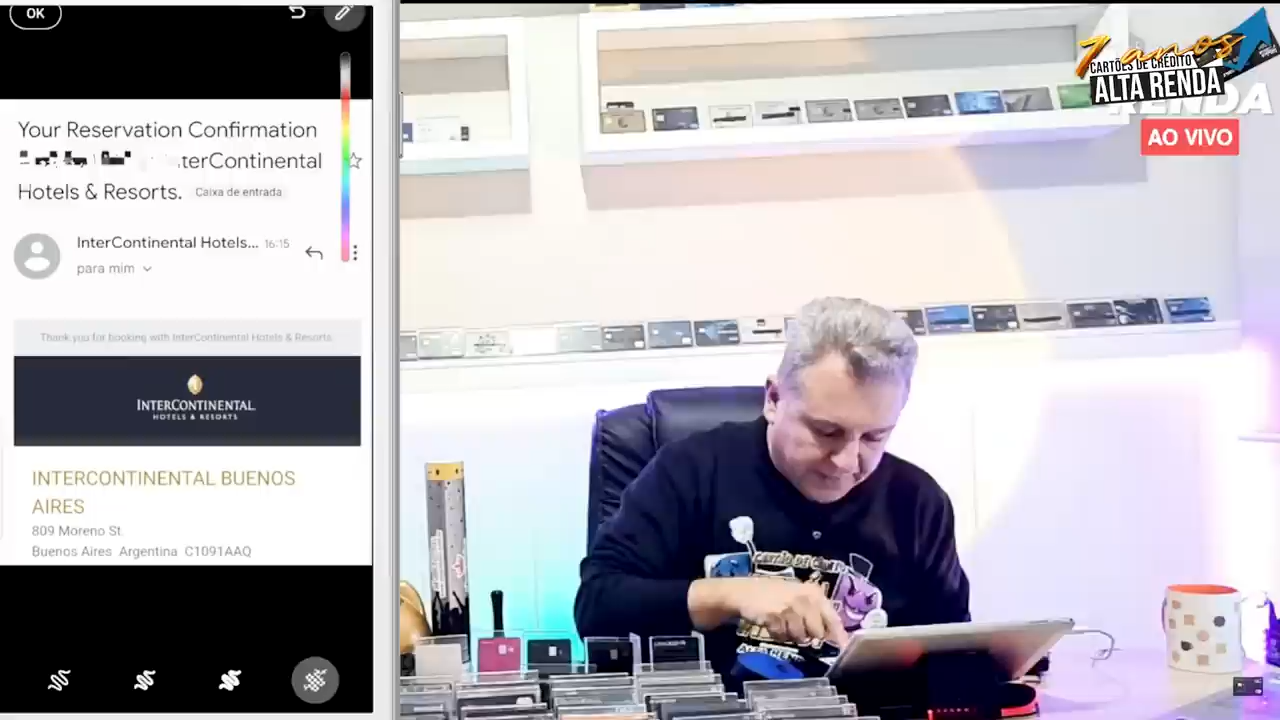 OK
Your Reservation Confirmation
terContinental
Hotels & Resorts. Caixa de entrada
InterContinental Hotels... 16:15
para mim
Thank you for booking with InterContinental Hotels & Resorts
INTERCONTINENTAL
HOTELS & RESORTS
INTERCONTINENTAL BUENOS
AIRES
809 Moreno St.
Buenos Aires Argentina C1091AAQ
7 anos
CARTÕES DE CRÉDITO
ALTA RENDA
RENDA
AO VIVO